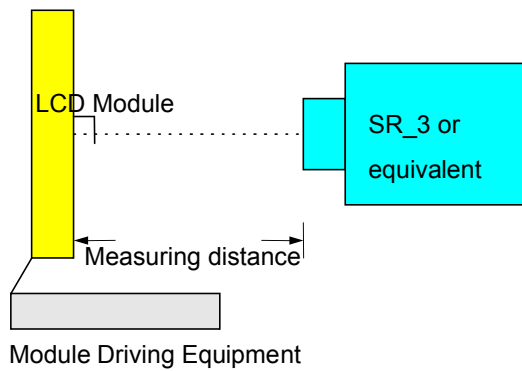 LCD Module
SR_3 or
equivalent
Measuring distance
Module Driving Equipment